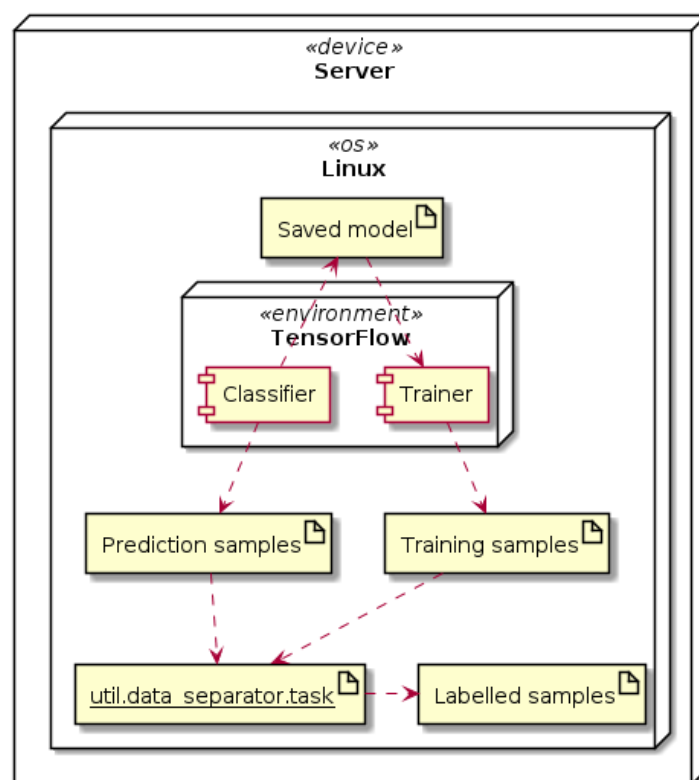 «device»
Server
«os»
Linux
Saved model
«environment»
TensorFlow
Classifier
Trainer
Prediction samples
Training samples
util.data_separator.task
Labelled samples